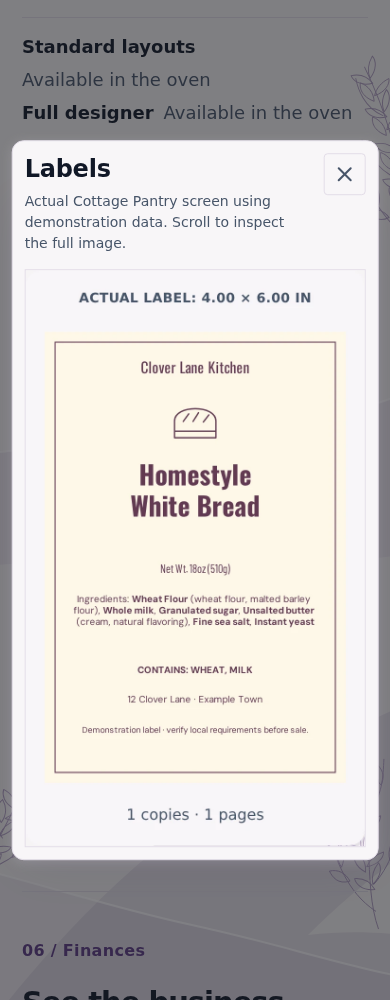 Standard layouts
Available in the oven
Full designer Available in the oven
Labels
Actual Cottage Pantry screen using
demonstration data. Scroll to inspect
the full image.
ACTUAL LABEL: 4.00 × 6.00 IN
Clover Lane Kitchen
Homestyle
White Bread
Net Wt. 18oz (510g)
Ingredients: Wheat Flour (wheat flour, malted barley
flour), Whole milk, Granulated sugar, Unsalted butter
(cream, natural flavoring), Fine sea salt, Instant yeast
CONTAINS: WHEAT, MILK
12 Clover Lane · Example Town
Demonstration label · verify local requirements before sale.
1 copies · 1 pages
06 / Finances
See the business